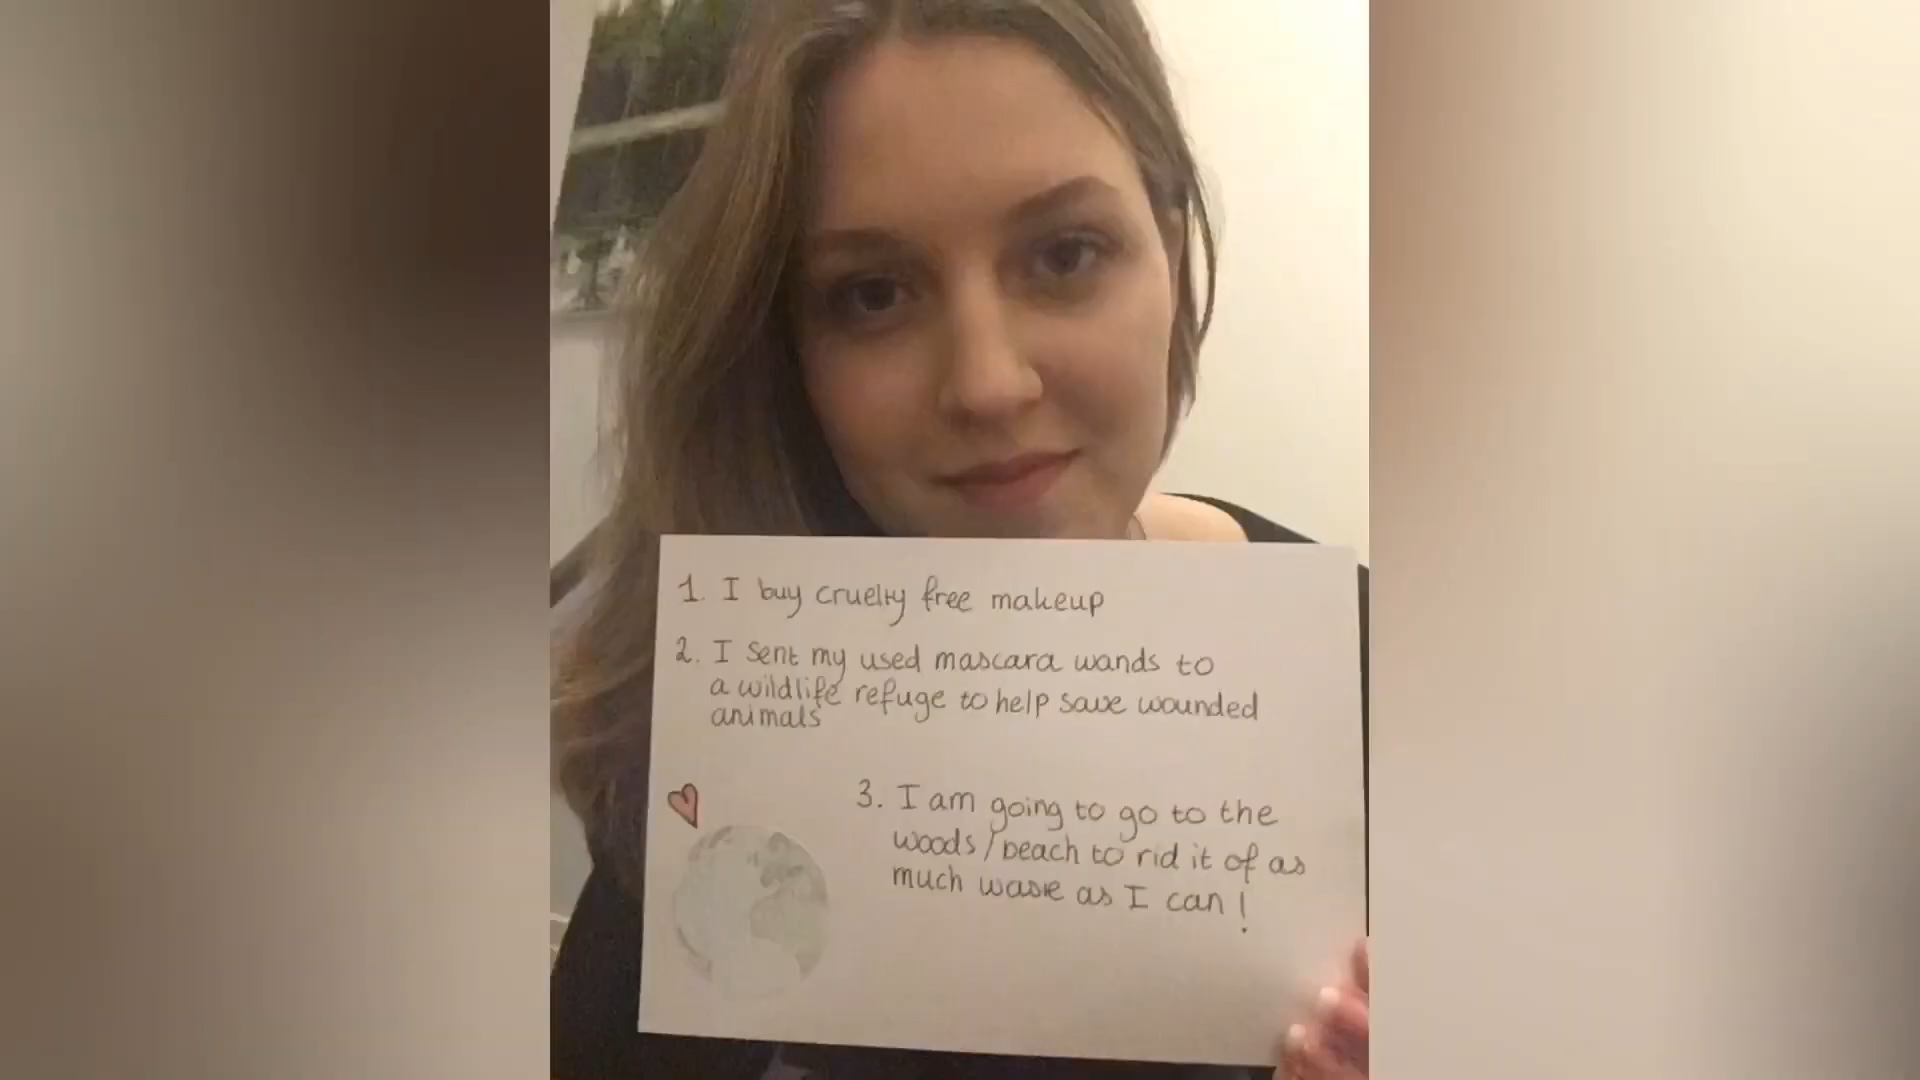 1. I buy cruelty free makeup
2. I sent my used mascara wands to
a wildlife refuge to help save wounded
animals
3. I am going to go to the
woods/beach to rid it of as
much waste as I can!